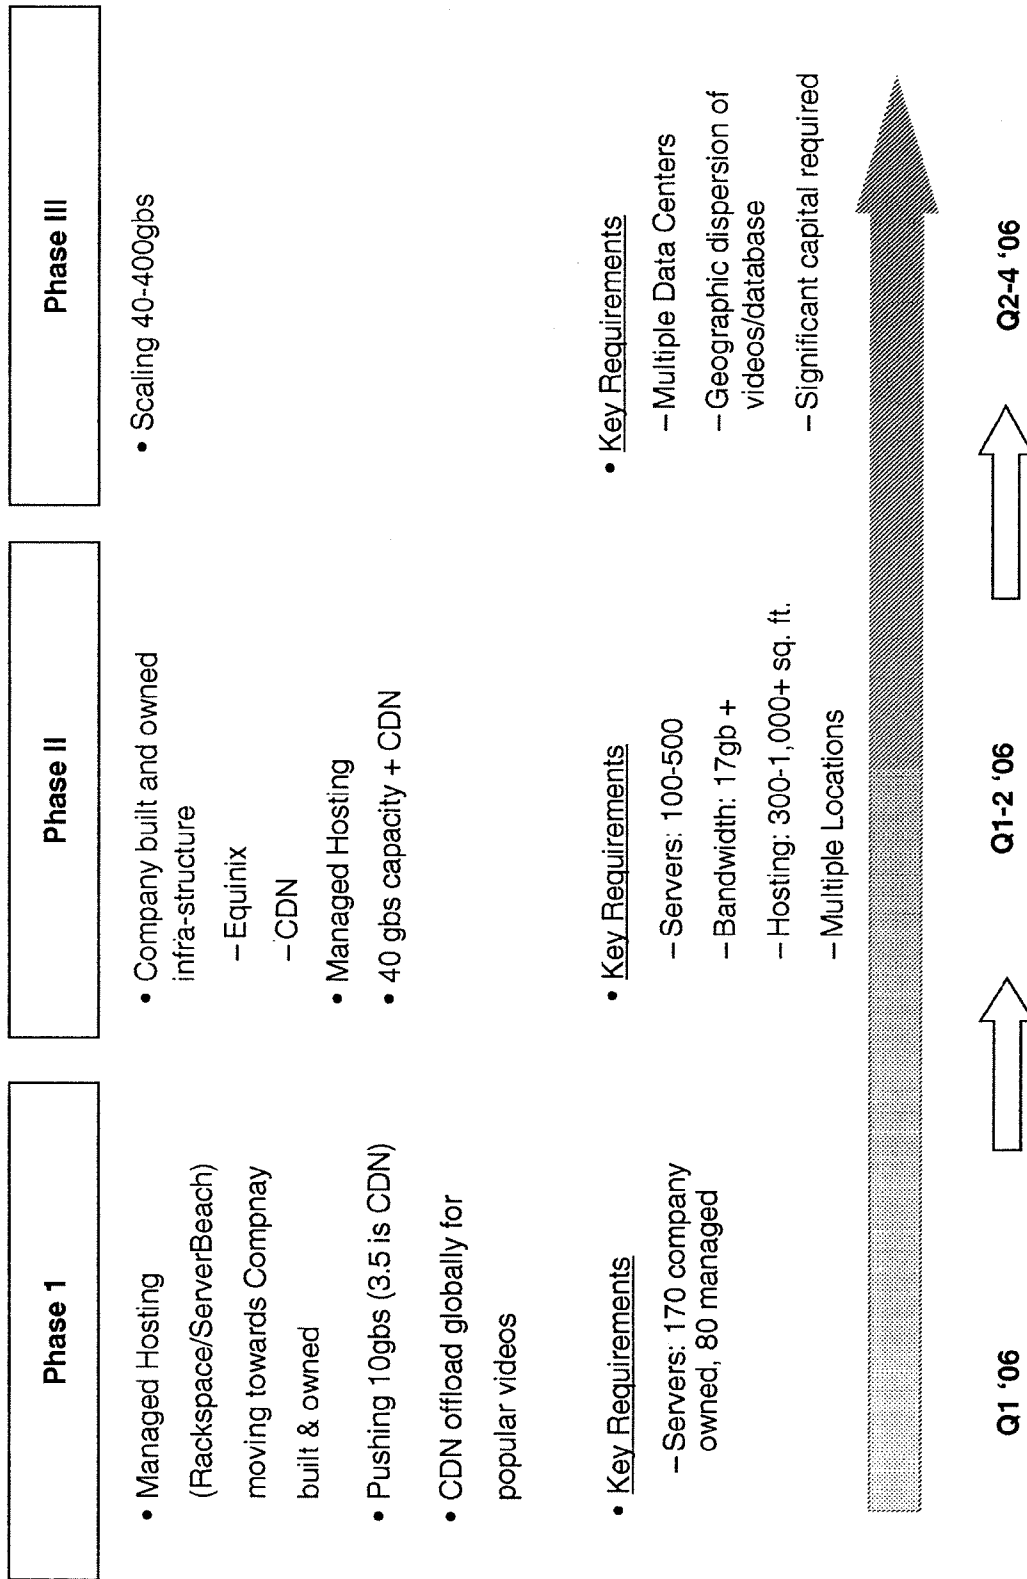 Phase 1
• Managed Hosting
(Rackspace/ServerBeach)
moving towards Compnay
built & owned
• Pushing 10gbs (3.5 is CDN)
• CDN offload globally for
popular videos
• Key Requirements
– Servers: 170 company
owned, 80 managed
Q1 ‘06
Phase II
• Company built and owned
infra-structure
– Equinix
– CDN
• Managed Hosting
• 40 gbs capacity + CDN
• Key Requirements
– Servers: 100-500
– Bandwidth: 17gb +
– Hosting: 300-1,000+ sq. ft.
– Multiple Locations
Q1-2 ‘06
Phase III
• Scaling 40-400gbs
• Key Requirements
– Multiple Data Centers
– Geographic dispersion of
videos/database
– Significant capital required
Q2-4 ‘06